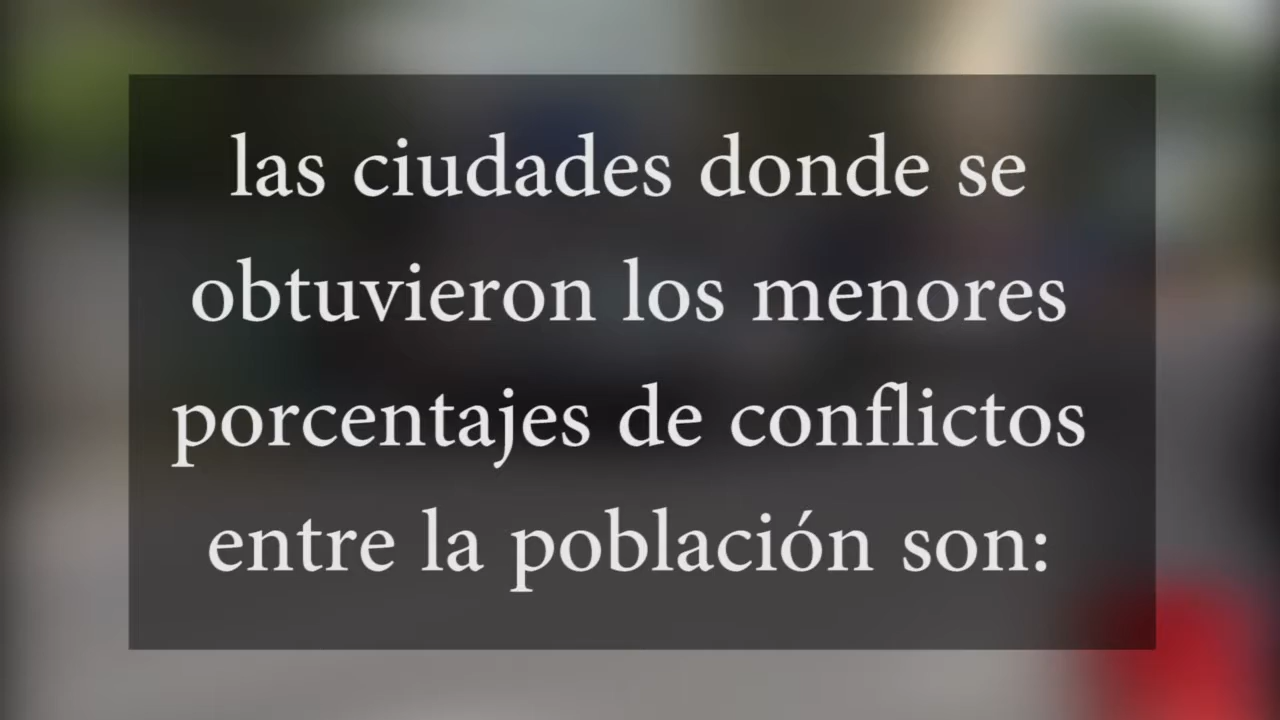 las ciudades donde se
obtuvieron los menores
porcentajes de conflictos
entre la población son: